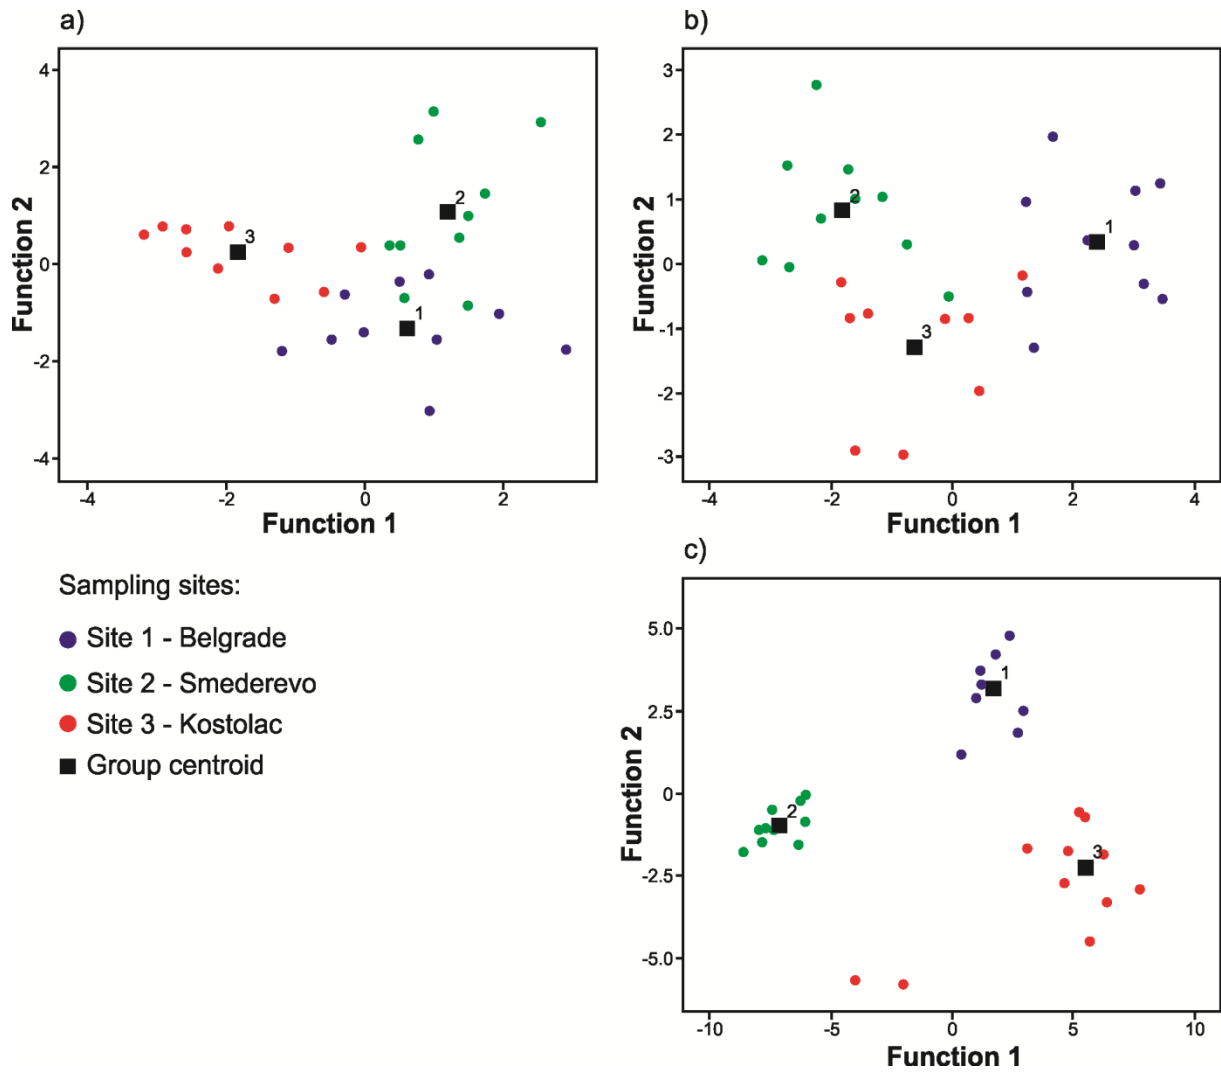 a)
4
2
0
-2
-4
Function 2
2
3
1
-4
-2
0
2
Function 1
b)
3
2
1
0
-1
-2
-3
Function 2
2
1
3
-4
-2
0
2
4
Function 1
Sampling sites:
Site 1 - Belgrade
Site 2 - Smederevo
Site 3 - Kostolac
Group centroid
c)
5.0
2.5
0
-2.5
-5.0
Function 2
1
2
3
-10
-5
0
5
10
Function 1